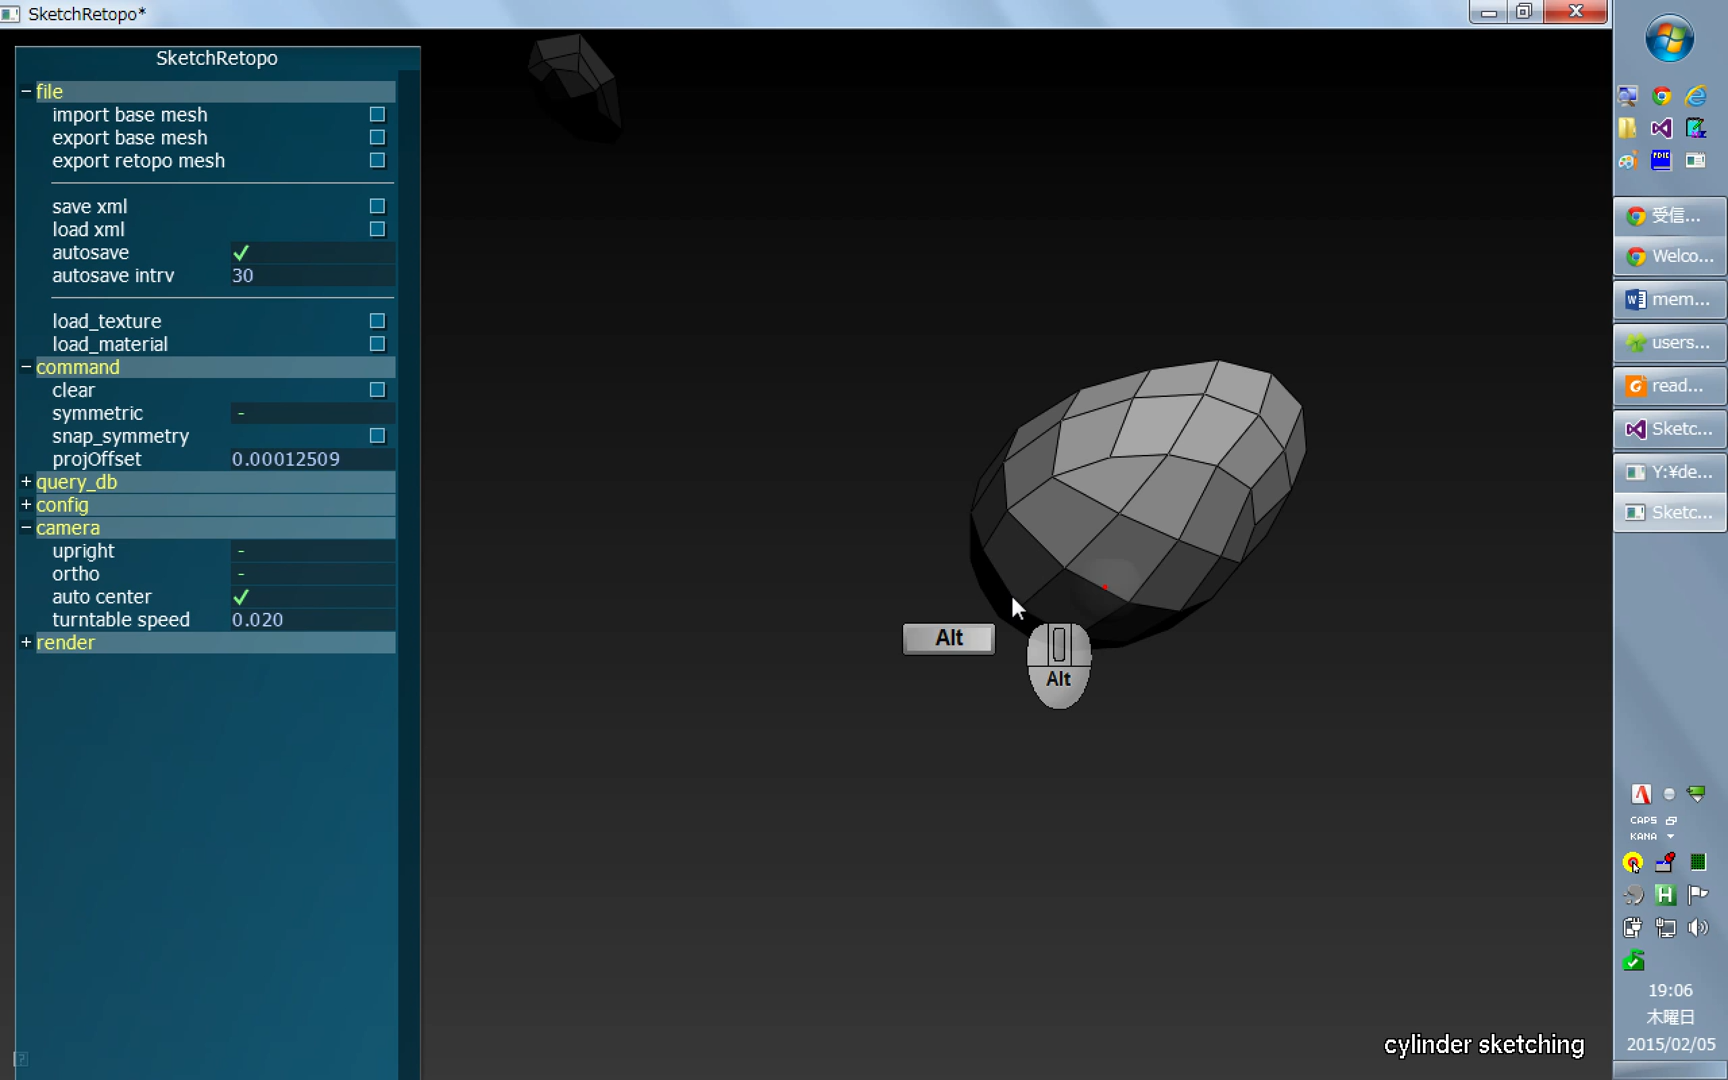 SketchRetopo*
SketchRetopo
file
import base mesh
export base mesh
export retopo mesh
save xml
load xml
autosave
autosave intrv 30
load_texture
load_material
command
clear
symmetric -
snap_symmetry
projOffset 0.00012509
+ query_db
+ config
camera
upright -
ortho -
auto center
turntable speed 0.020
+ render
Alt
Alt
cylinder sketching
PDIC
受信...
Welco...
mem...
users...
read...
Sketc...
Y:¥de...
Sketc...
CAPS
KANA
19:06
木曜日
2015/02/05